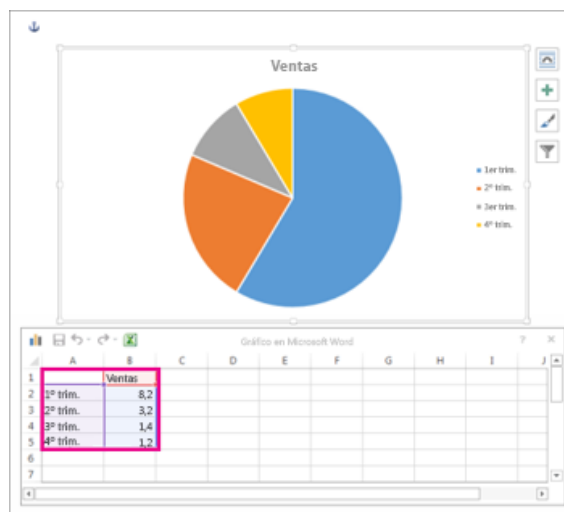 Ventas
1er trim.
2º trim.
3er trim.
4º trim.
Gráfico en Microsoft Word
A B C D E F G H I J
1 Ventas
2 1º trim. 8,2
3 2º trim. 3,2
4 3º trim. 1,4
5 4º trim. 1,2
6
7